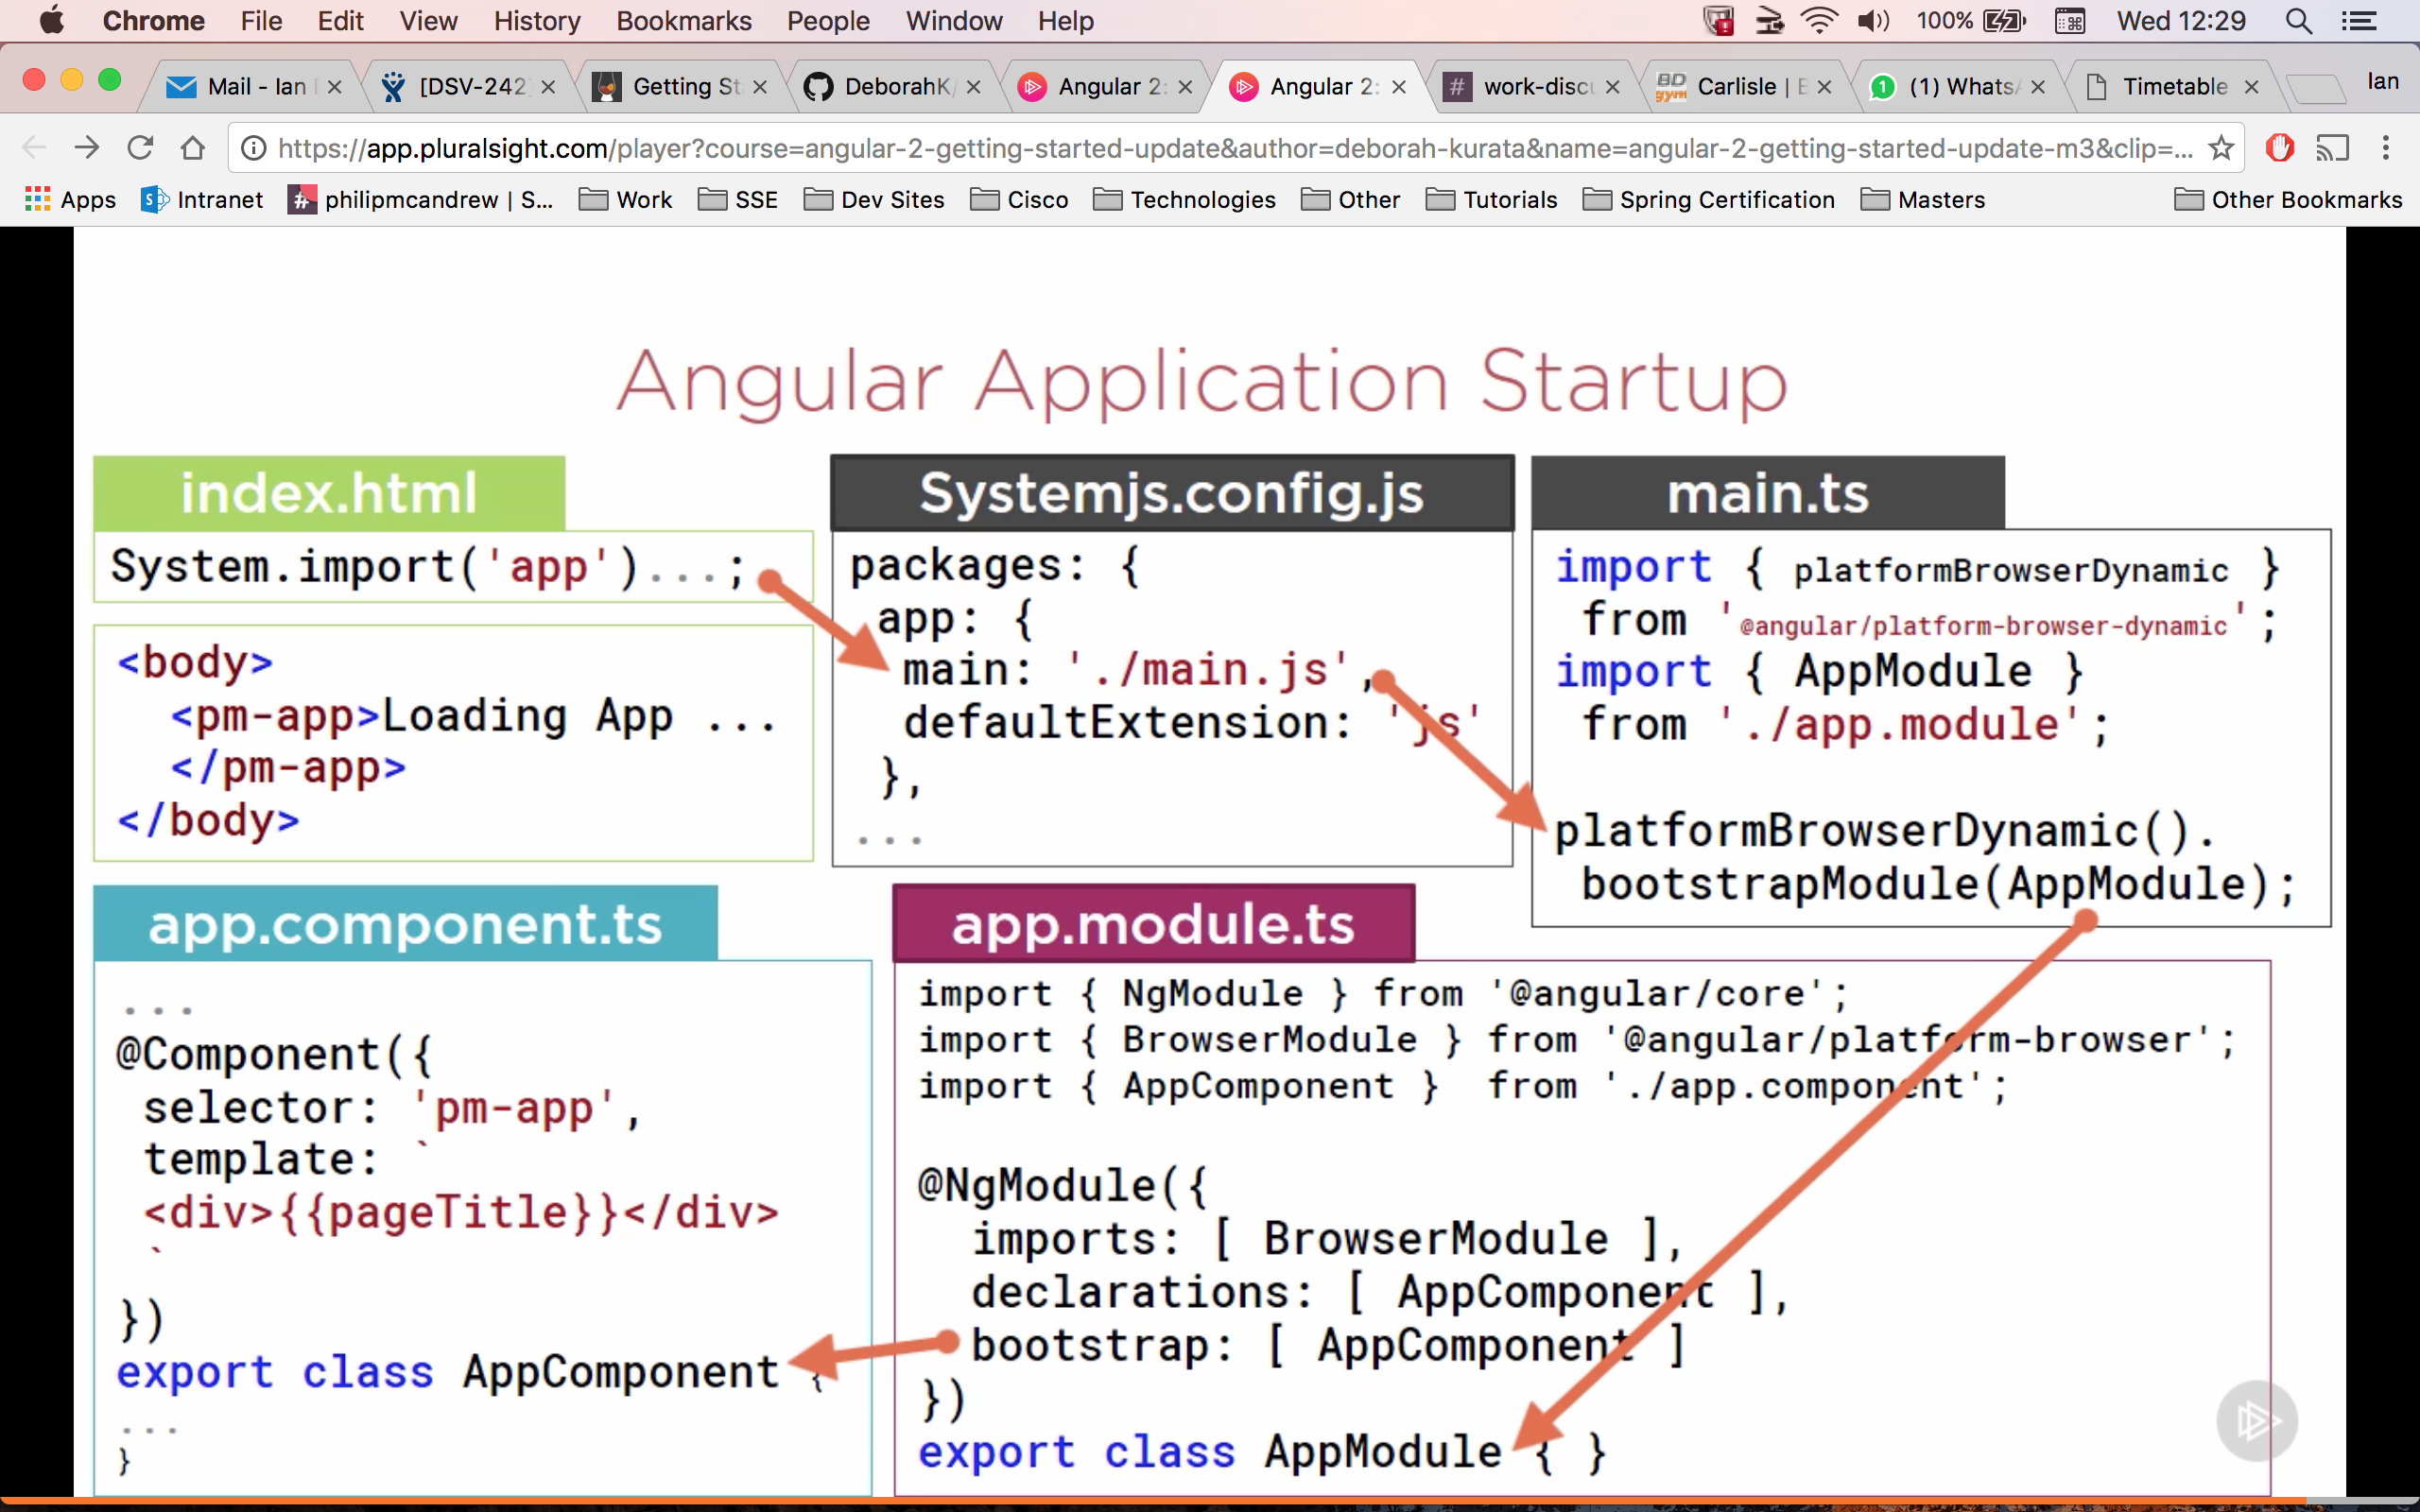 Chrome File Edit View History Bookmarks People Window Help 100% Wed 12:29
Mail - Ian [DSV-242 Getting St DeborahK/ Angular 2: Angular 2: # work-discu Carlisle | 1 (1) Whats Timetable Ian
https://app.pluralsight.com/player?course=angular-2-getting-started-update&author=deborah-kurata&name=angular-2-getting-started-update-m3&clip=...
Apps Intranet philipmcandrew | S... Work SSE Dev Sites Cisco Technologies Other Tutorials Spring Certification Masters Other Bookmarks
Angular Application Startup
index.html
System.import('app')...;
<body>
<pm-app>Loading App ...
</pm-app>
</body>
Systemjs.config.js
packages: {
app: {
main: './main.js',
defaultExtension: 'js'
},
...
main.ts
import { platformBrowserDynamic }
from '@angular/platform-browser-dynamic';
import { AppModule }
from './app.module';
platformBrowserDynamic().
bootstrapModule(AppModule);
app.component.ts
...
@Component({
selector: 'pm-app',
template: `
<div>{{pageTitle}}</div>
`
})
export class AppComponent {
...
}
app.module.ts
import { NgModule } from '@angular/core';
import { BrowserModule } from '@angular/platform-browser';
import { AppComponent } from './app.component';
@NgModule({
imports: [ BrowserModule ],
declarations: [ AppComponent ],
bootstrap: [ AppComponent ]
})
export class AppModule { }